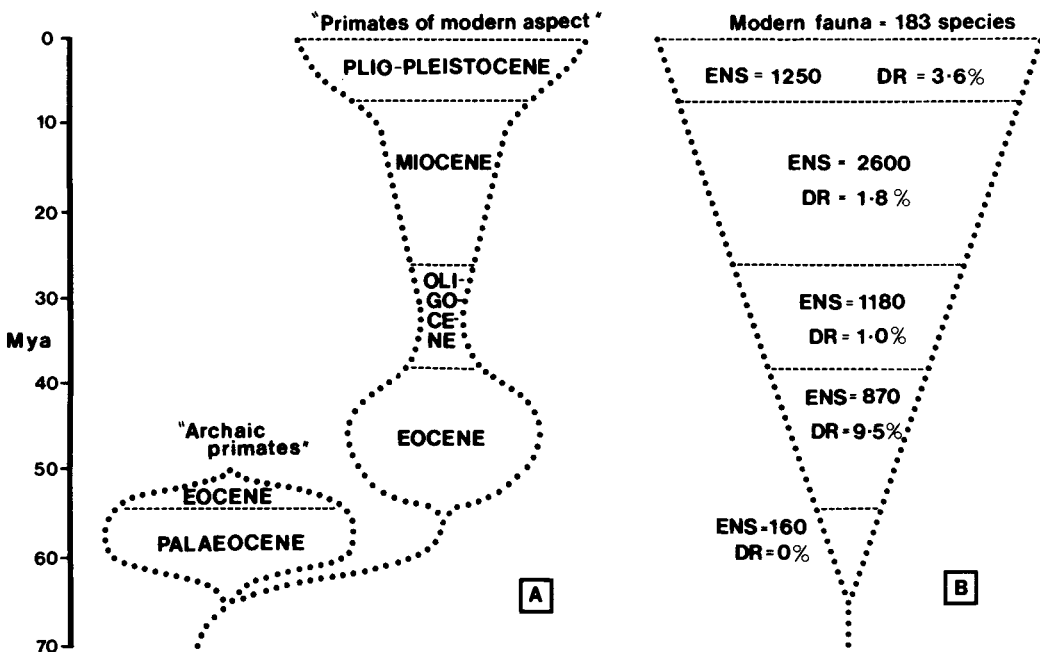 "Primates of modern aspect"
Modern fauna = 183 species
0
10
20
30
Mya
40
50
60
70
PLIO-PLEISTOCENE
MIOCENE
OLI-
GO-
CE-
NE
EOCENE
"Archaic
primates"
EOCENE
PALAEOCENE
A
ENS = 1250 DR = 3·6%
ENS = 2600
DR = 1·8%
ENS = 1180
DR = 1·0%
ENS = 870
DR = 9·5%
ENS = 160
DR = 0%
B